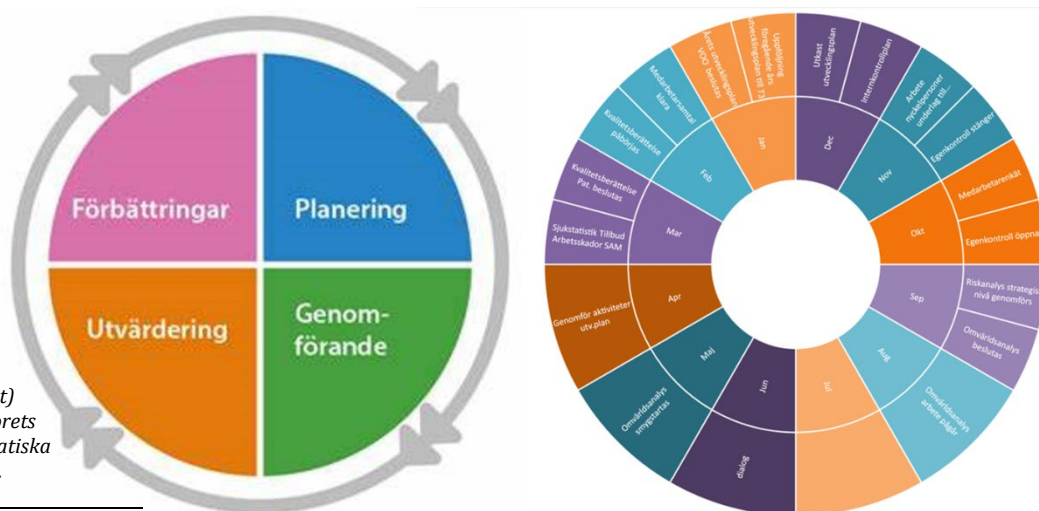 Förbättringar
Planering
Utvärdering
Genom-
förande
t)
orets
atiska
Jan
Årets utvecklingsplan
VOO beslutas
Uppföljning
föregående års
utvecklingsplan till T3
Feb
Kvalitetsberättelse
påbörjas
Medarbetarsamtal
klara
Mar
Sjukstatistik Tillbud
Arbetsskador SAM
Kvalitetsberättelse
Pat. beslutas
Apr
Genomför aktiviteter
utv.plan
Maj
Omvärldsanalys
smygstartas
Jun
dialog
Jul
Aug
Omvärldsanalys
arbete pågår
Sep
Riskanalys strategisk
nivå genomförs
Omvärldsanalys
beslutas
Okt
Medarbetarenkät
Egenkontroll öppnar
Nov
Arbete
nyckelpersoner
underlag till...
Egenkontroll stänger
Dec
Utkast
utvecklingsplan
Internkontrollplan